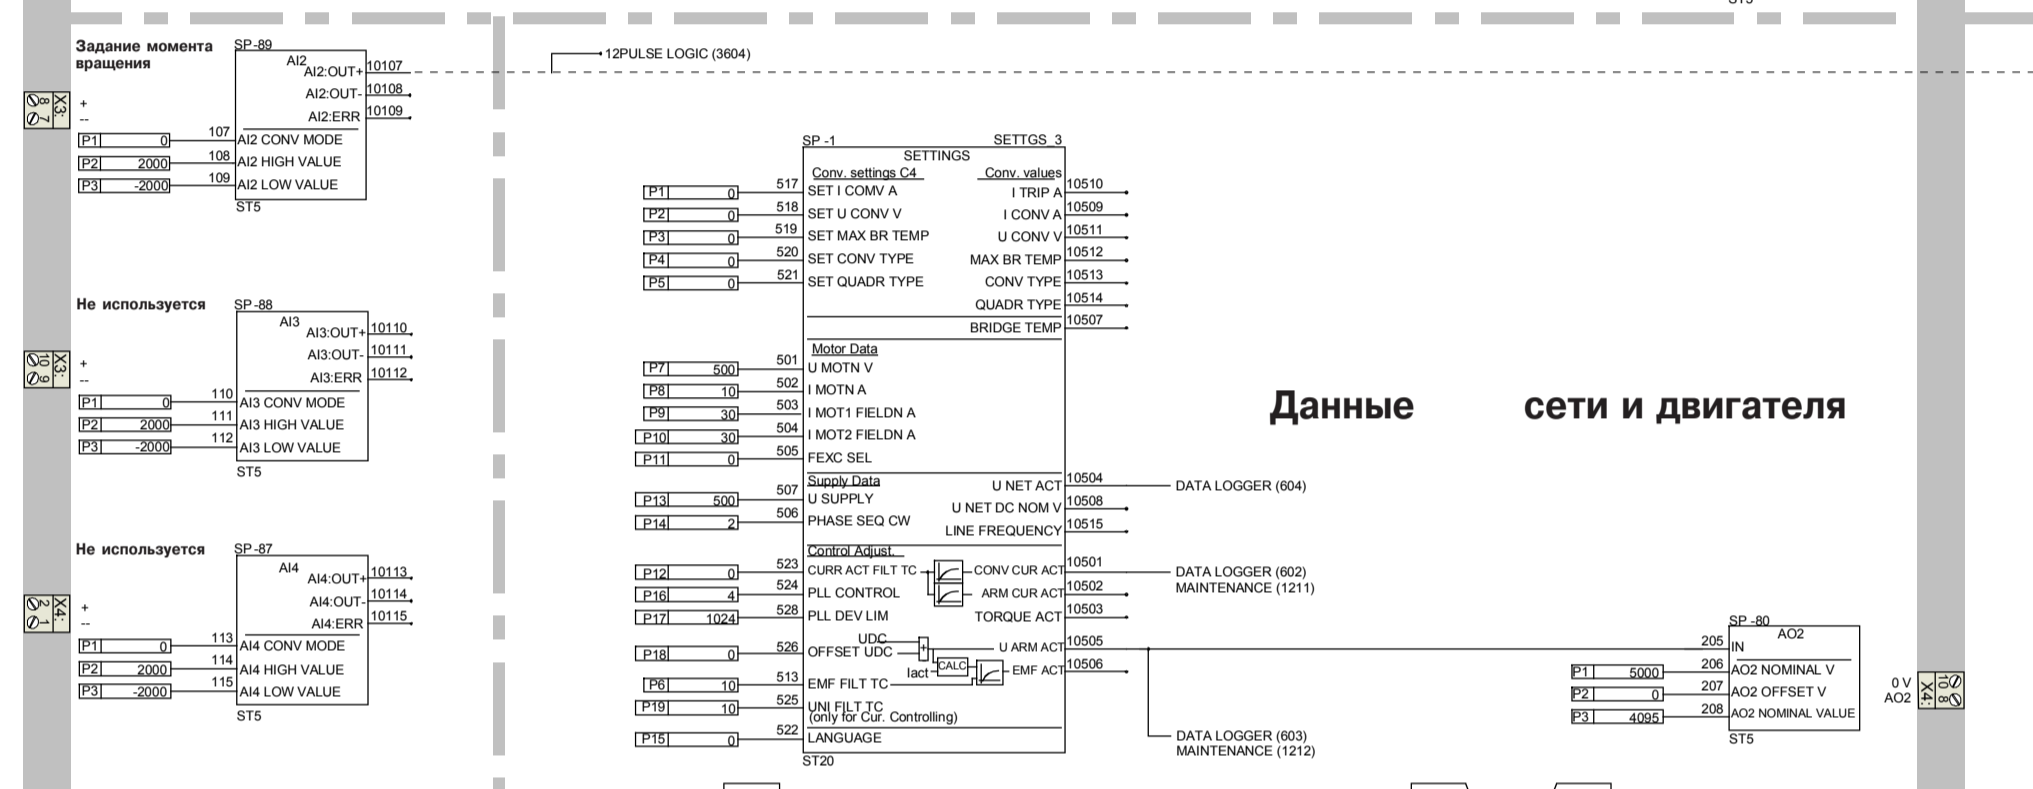 Задание момента
вращения
SP-89
AI2
AI2:OUT+
10107
AI2:OUT-
10108
AI2:ERR
10109
X3:
8 7
+
--
P1 0 107 AI2 CONV MODE
P2 2000 108 AI2 HIGH VALUE
P3 -2000 109 AI2 LOW VALUE
ST5
12PULSE LOGIC (3604)
Не используется
SP-88
AI3
AI3:OUT+
10110
AI3:OUT-
10111
AI3:ERR
10112
X3:
10 9
+
--
P1 0 110 AI3 CONV MODE
P2 2000 111 AI3 HIGH VALUE
P3 -2000 112 AI3 LOW VALUE
ST5
Не используется
SP-87
AI4
AI4:OUT+
10113
AI4:OUT-
10114
AI4:ERR
10115
X4:
2 1
+
--
P1 0 113 AI4 CONV MODE
P2 2000 114 AI4 HIGH VALUE
P3 -2000 115 AI4 LOW VALUE
ST5
SP -1 SETTGS_3
SETTINGS
Conv. settings C4 Conv. values
P1 0 517 SET I COMV A I TRIP A 10510
P2 0 518 SET U CONV V I CONV A 10509
P3 0 519 SET MAX BR TEMP U CONV V 10511
P4 0 520 SET CONV TYPE MAX BR TEMP 10512
P5 0 521 SET QUADR TYPE CONV TYPE 10513
QUADR TYPE 10514
BRIDGE TEMP 10507
Motor Data
P7 500 501 U MOTN V
P8 10 502 I MOTN A
P9 30 503 I MOT1 FIELDN A
P10 30 504 I MOT2 FIELDN A
P11 0 505 FEXC SEL
Supply Data
U NET ACT 10504 DATA LOGGER (604)
P13 500 507 U SUPPLY
U NET DC NOM V 10508
P14 2 506 PHASE SEQ CW
LINE FREQUENCY 10515
Control Adjust.
P12 0 523 CURR ACT FILT TC CONV CUR ACT 10501 DATA LOGGER (602)
MAINTENANCE (1211)
P16 4 524 PLL CONTROL ARM CUR ACT 10502
P17 1024 528 PLL DEV LIM TORQUE ACT 10503
UDC
+
U ARM ACT 10505
P18 0 526 OFFSET UDC
Iact CALC EMF ACT 10506
P6 10 513 EMF FILT TC
P19 10 525 UNI FILT TC
(only for Cur. Controlling)
P15 0 522 LANGUAGE
ST20
DATA LOGGER (603)
MAINTENANCE (1212)
Данные сети и двигателя
SP -80
AO2
205 IN
P1 5000 206 AO2 NOMINAL V
P2 0 207 AO2 OFFSET V
P3 4095 208 AO2 NOMINAL VALUE
ST5
0 V
AO2
X4:
10 8